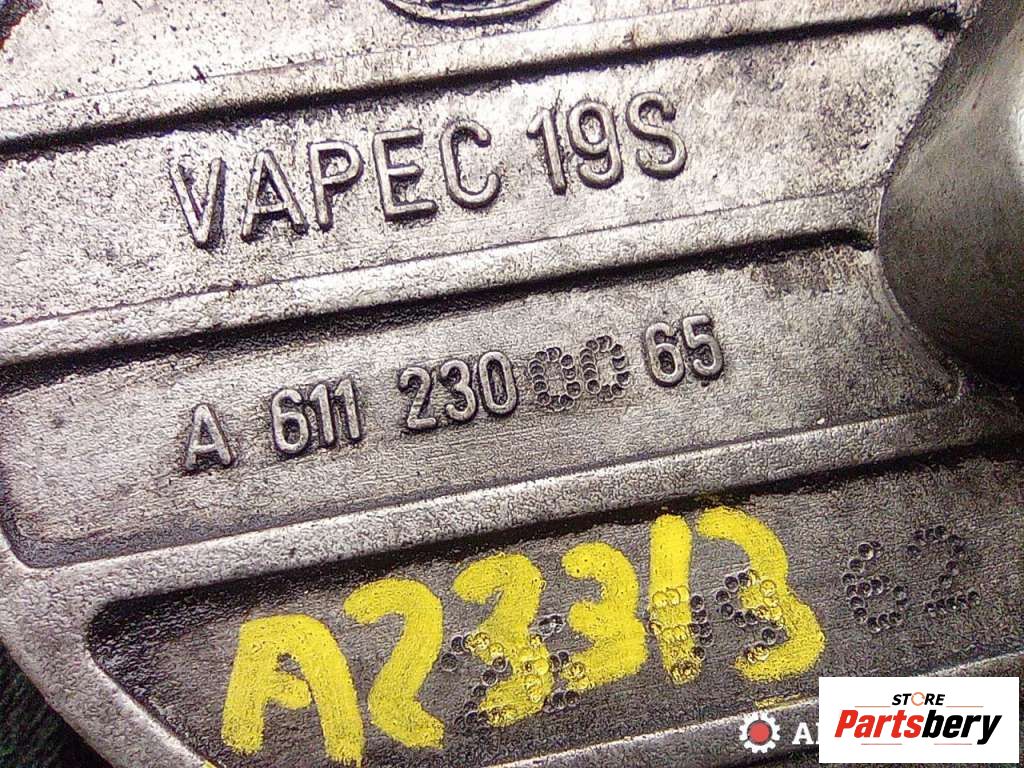 VAPEC 19S
A 611 230 00 65
A23313
62
STORE
Partsbery